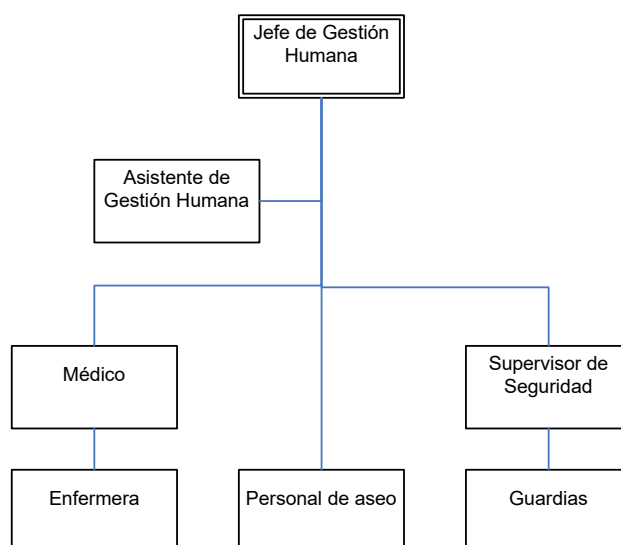 Jefe de Gestión
Humana
Asistente de
Gestión Humana
Médico
Supervisor de
Seguridad
Enfermera
Personal de aseo
Guardias